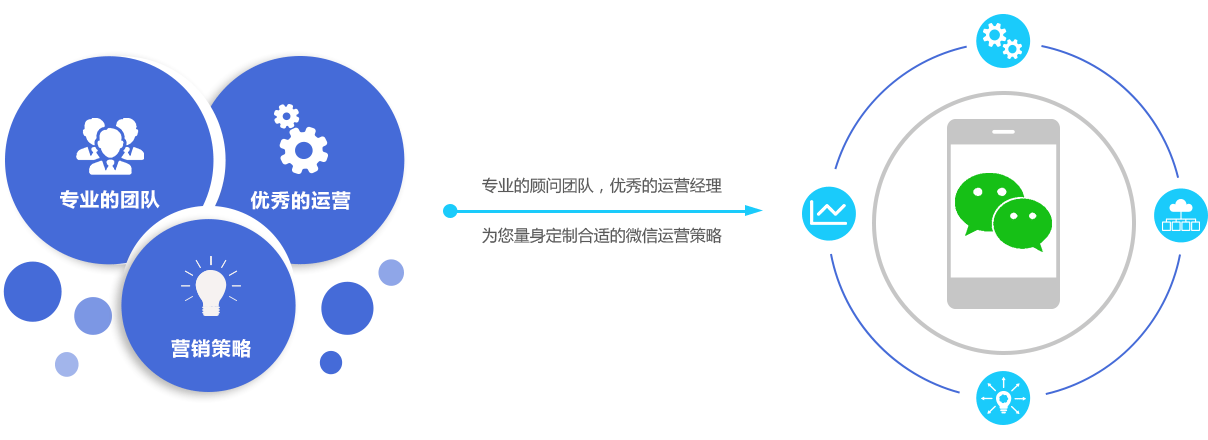 专业的团队
优秀的运营
营销策略
专业的顾问团队，优秀的运营经理
为您量身定制合适的微信运营策略